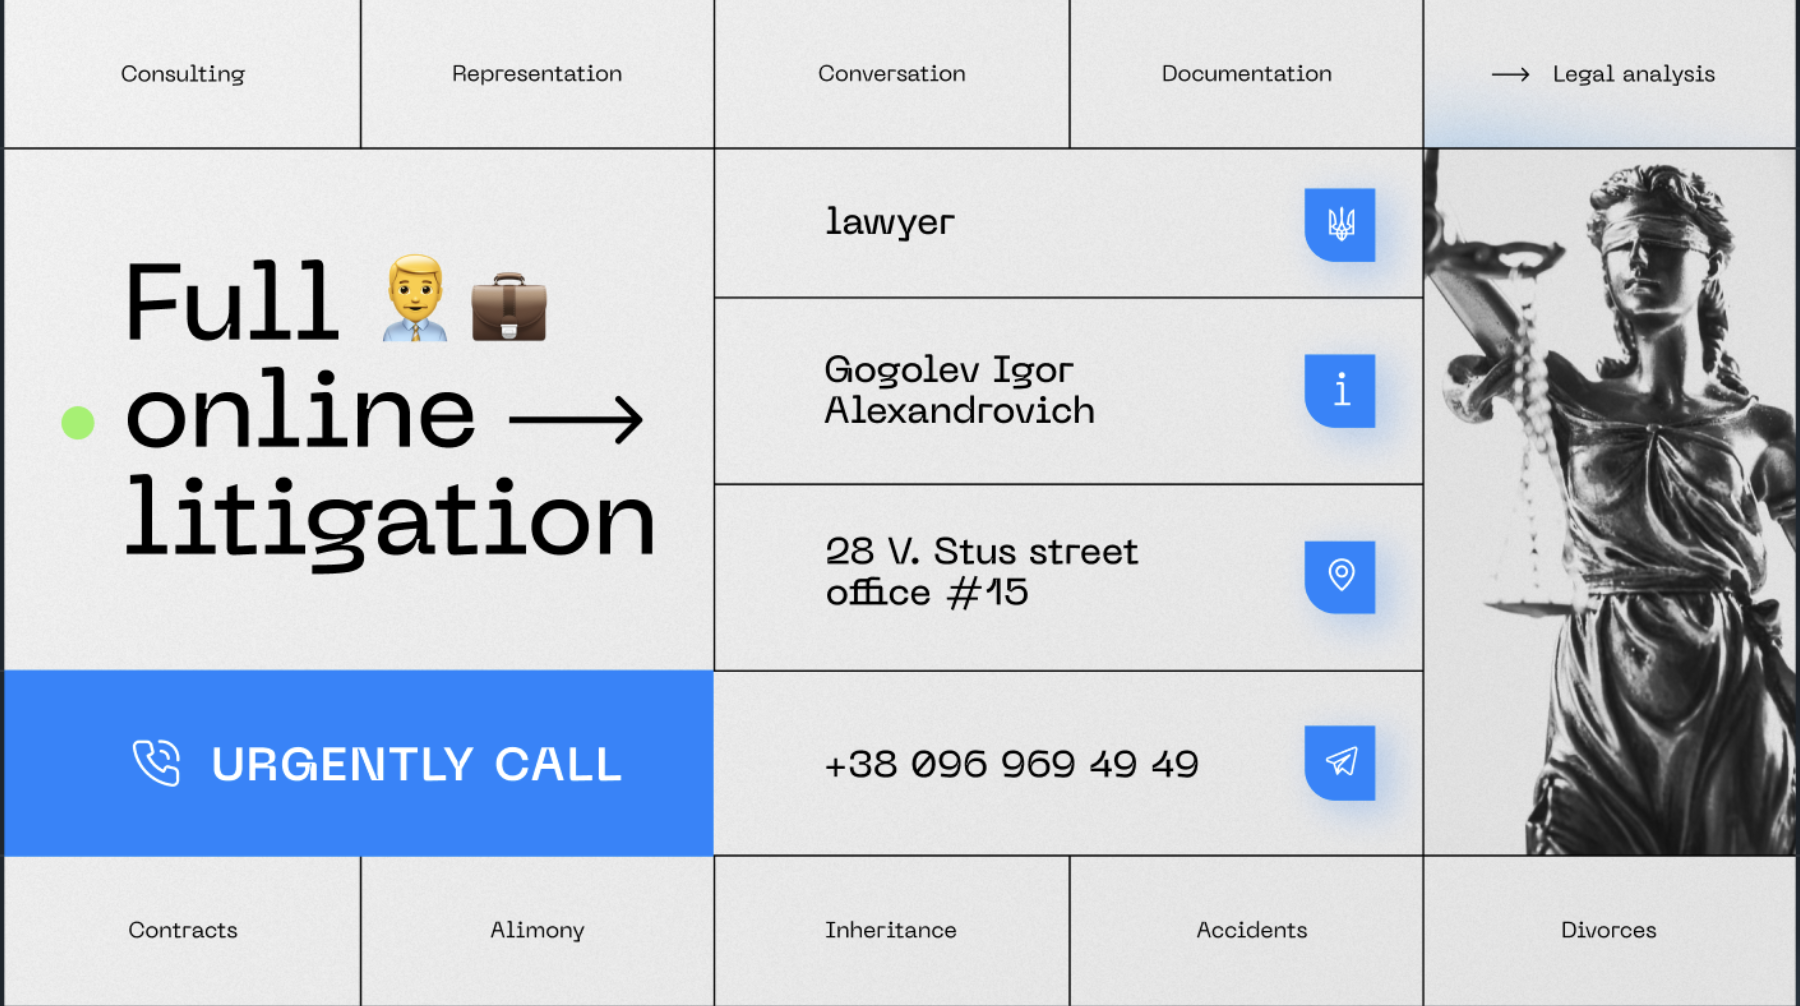 Consulting
Representation
Conversation
Documentation
→ Legal analysis
Full 👨‍💼 💼
online →
litigation
lawyer
Gogolev Igor
Alexandrovich
28 V. Stus street
office #15
URGENTLY CALL
+38 096 969 49 49
Contracts
Alimony
Inheritance
Accidents
Divorces